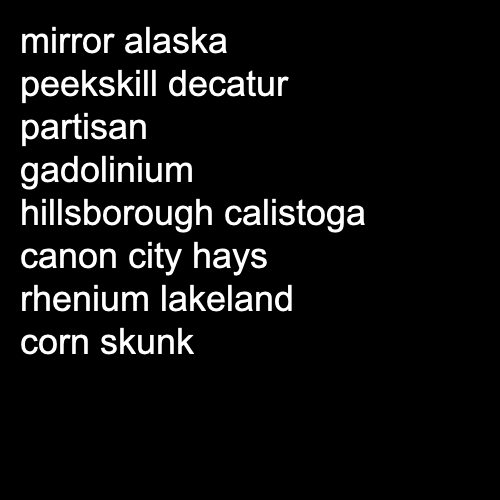 mirror alaska
peekskill decatur
partisan
gadolinium
hillsborough calistoga
canon city hays
rhenium lakeland
corn skunk